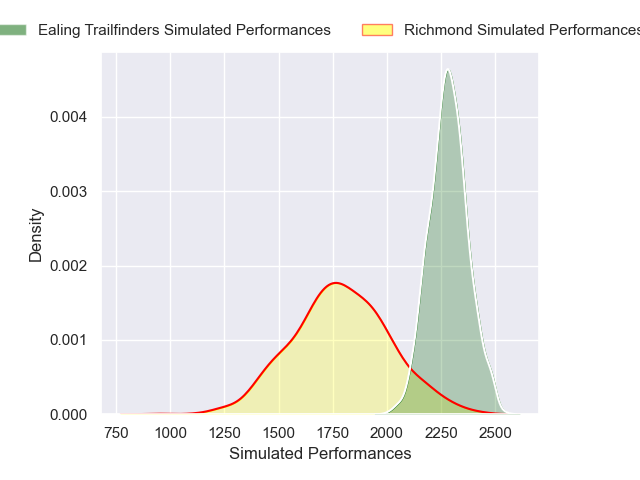 Ealing Trailfinders Simulated Performances Richmond Simulated Performances
0.004
0.003
0.002
0.001
0.000
Density
750 1000 1250 1500 1750 2000 2250 2500
Simulated Performances